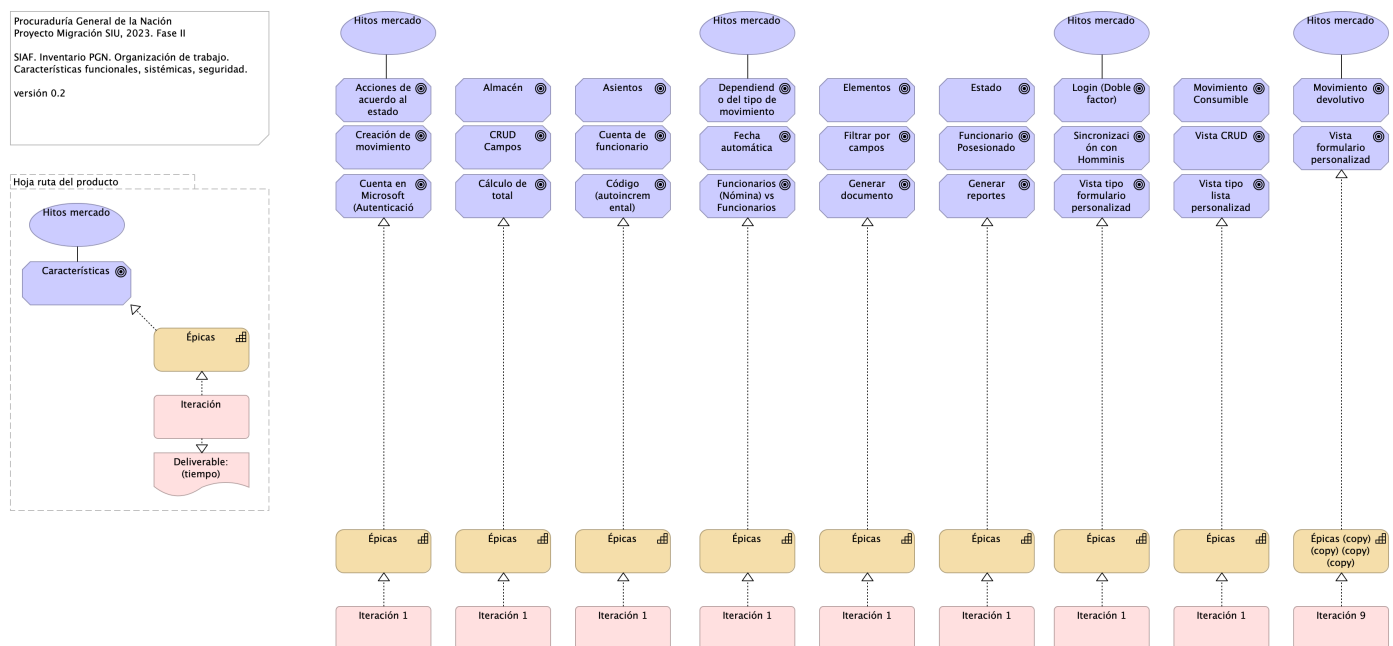 Procuraduría General de la Nación
Proyecto Migración SIU, 2023. Fase II
SIAF. Inventario PGN. Organización de trabajo.
Características funcionales, sistémicas, seguridad.
versión 0.2
Hoja ruta del producto
Hitos mercado
Características
Épicas
Iteración
Deliverable:
(tiempo)
Hitos mercado
Hitos mercado
Hitos mercado
Hitos mercado
Acciones de
acuerdo al
estado
Almacén
Asientos
Dependiend
o del tipo de
movimiento
Elementos
Estado
Login (Doble
factor)
Movimiento
Consumible
Movimiento
devolutivo
Creación de
movimiento
CRUD
Campos
Cuenta de
funcionario
Fecha
automática
Filtrar por
campos
Funcionario
Posesionado
Sincronizaci
ón con
Homminis
Vista CRUD
Vista
formulario
personalizad
Cuenta en
Microsoft
(Autenticació
Cálculo de
total
Código
(autoincrem
ental)
Funcionarios
(Nómina) vs
Funcionarios
Generar
documento
Generar
reportes
Vista tipo
formulario
personalizad
Vista tipo
lista
personalizad
Épicas
Épicas
Épicas
Épicas
Épicas
Épicas
Épicas
Épicas
Épicas (copy)
(copy) (copy)
(copy)
Iteración 1
Iteración 1
Iteración 1
Iteración 1
Iteración 1
Iteración 1
Iteración 1
Iteración 1
Iteración 9